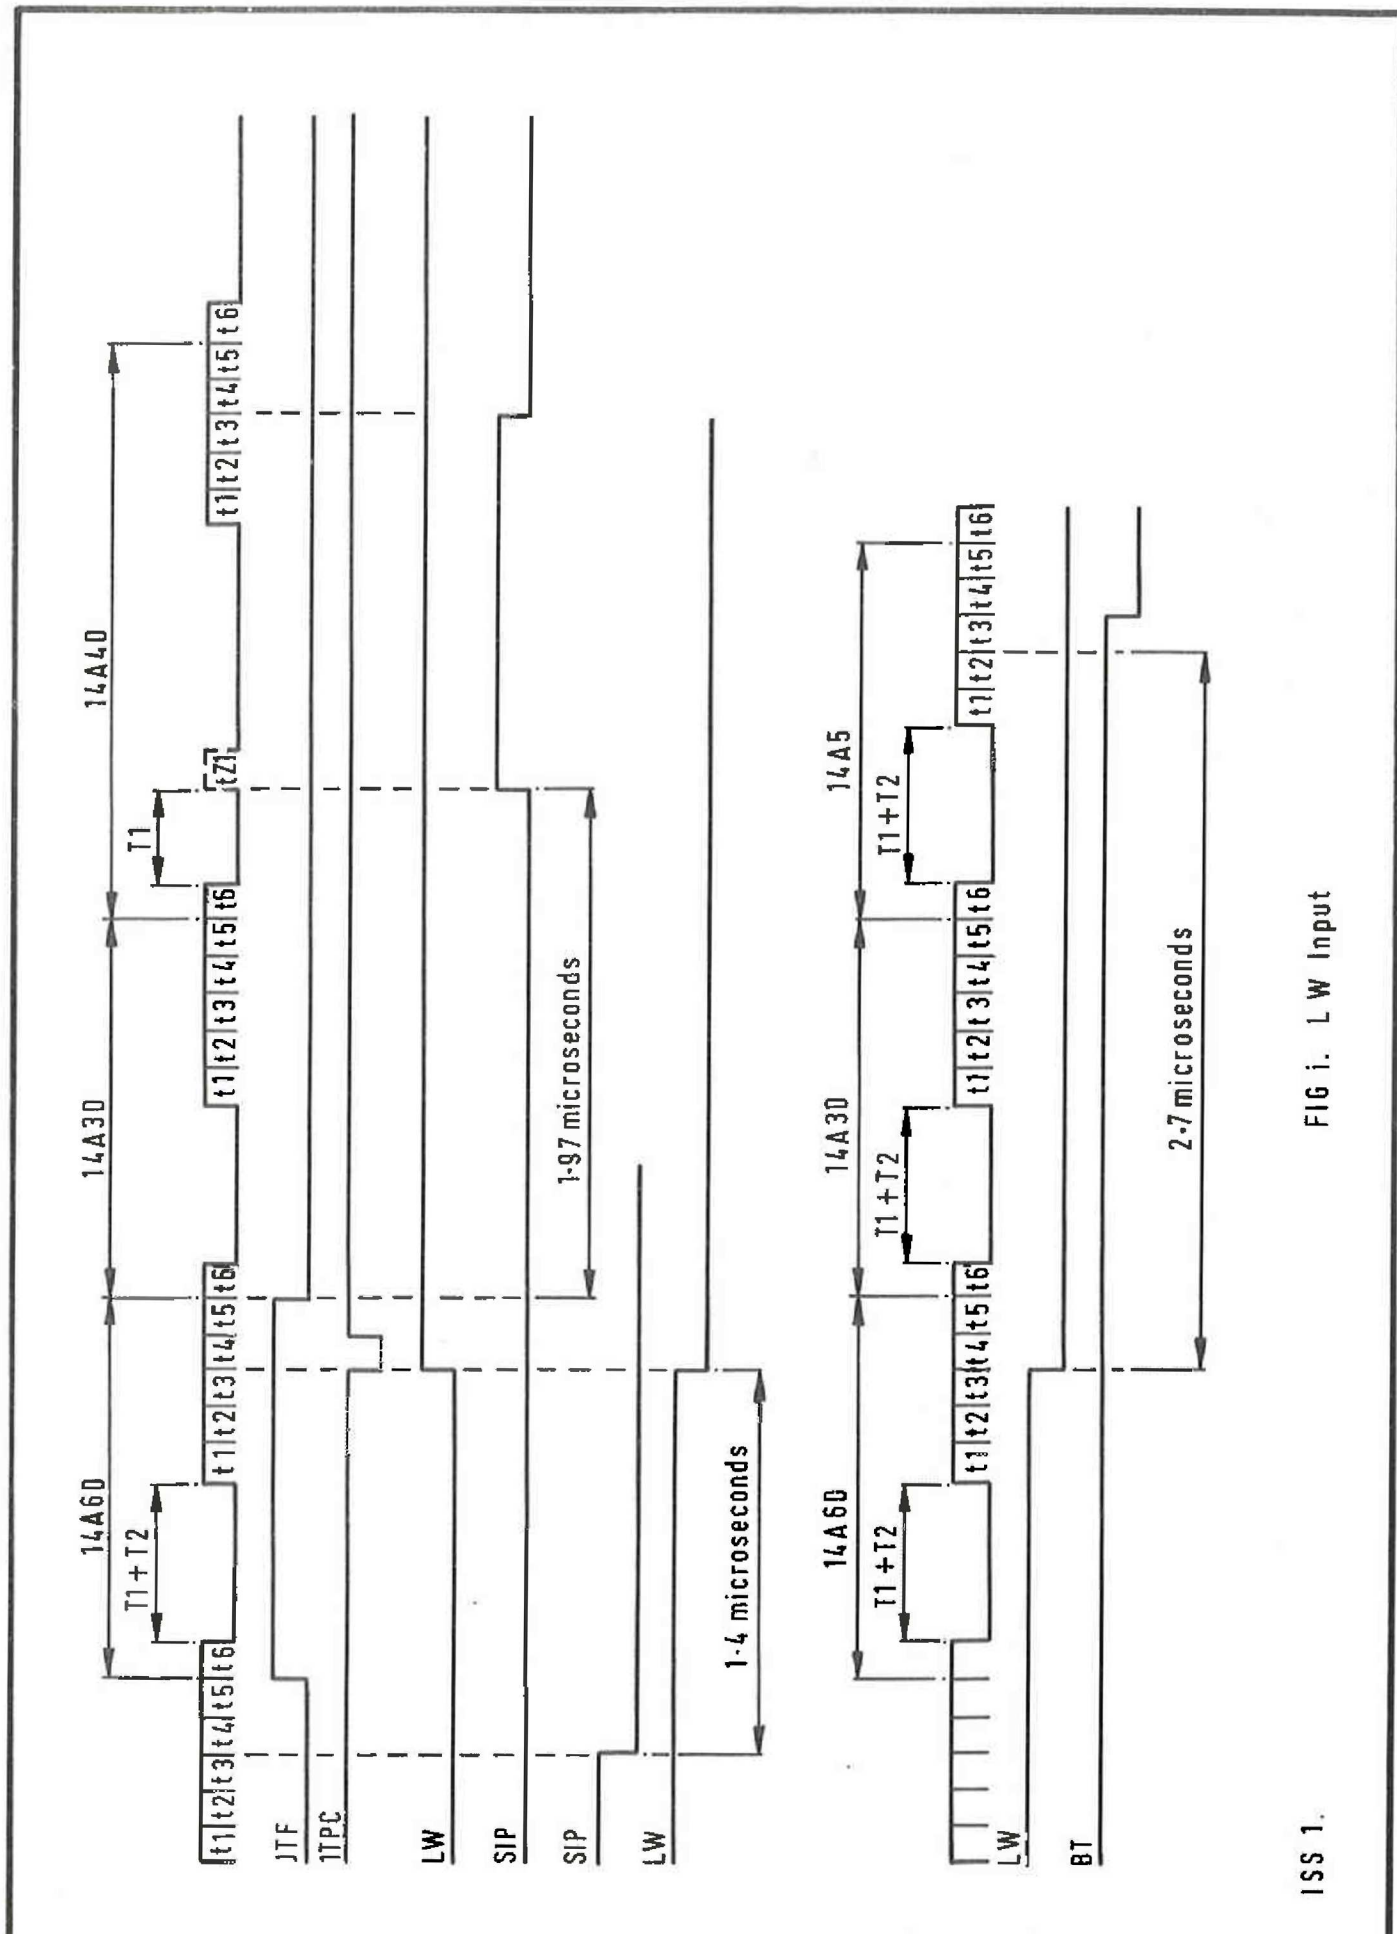 14A6D 14A3D 14A4D
T1+T2 T1
t1 t2 t3 t4 t5 t6 t1 t2 t3 t4 t5 t6 t1 t2 t3 t4 t5 t6 tZ1 t1 t2 t3 t4 t5 t6
JTF
1TPC
LW
SIP
1·97 microseconds
SIP
LW
1·4 microseconds
14A6D 14A3D 14A5
T1+T2 T1+T2 T1+T2
t1 t2 t3 t4 t5 t6 t1 t2 t3 t4 t5 t6 t1 t2 t3 t4 t5 t6
LW
BT
2·7 microseconds
FIG i. LW Input
ISS 1.